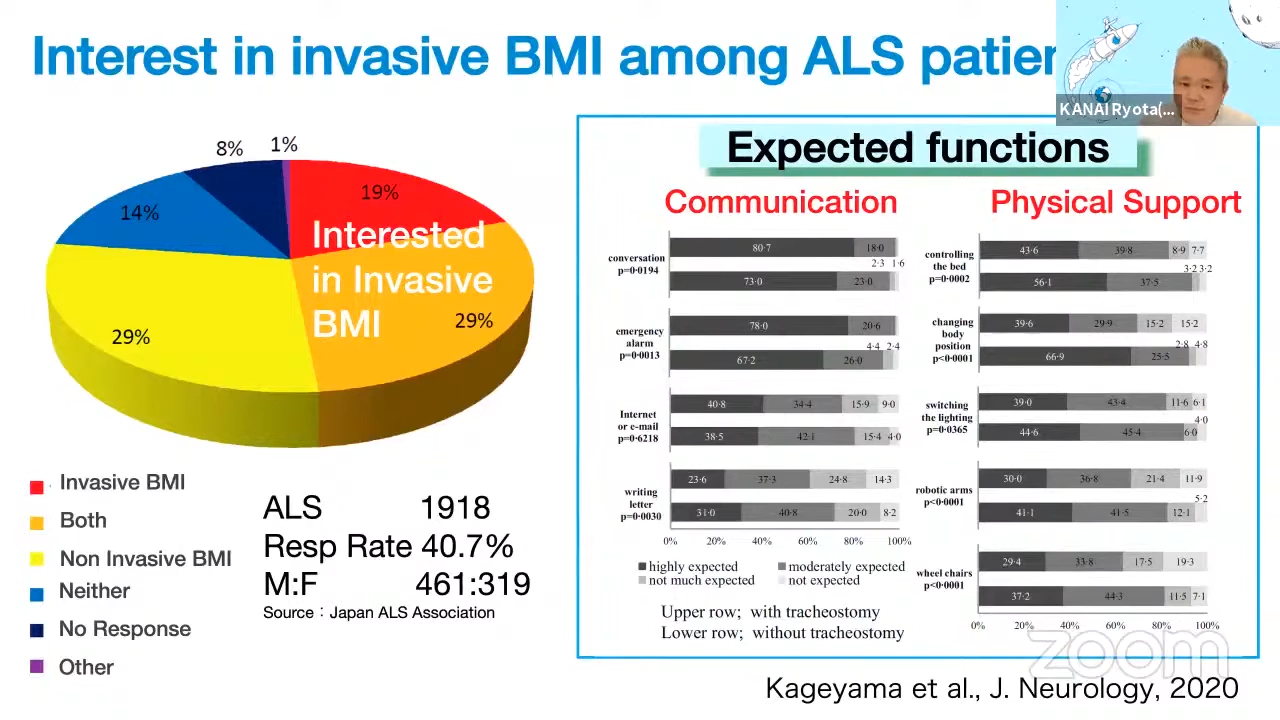 Interest in invasive BMI among ALS patien
KANAI Ryota(...
8%
1%
19%
14%
Interested
in Invasive
BMI
29%
29%
Invasive BMI
Both
Non Invasive BMI
Neither
No Response
Other
ALS 1918
Resp Rate 40.7%
M:F 461:319
Source：Japan ALS Association
Expected functions
Communication
conversation
p=0·0194
80·7 18·0
2·3 1·6
73·0 23·0
emergency
alarm
p=0·0013
78·0 20·6
4·4 2·4
67·2 26·0
Internet
or e-mail
p=0·6218
40·8 34·4 15·9 9·0
38·5 42·1 15·4 4·0
writing
letter
p=0·0030
23·6 37·3 24·8 14·3
31·0 40·8 20·0 8·2
0% 20% 40% 60% 80% 100%
highly expected moderately expected
not much expected not expected
Upper row; with tracheostomy
Lower row; without tracheostomy
Physical Support
controlling
the bed
p=0·0002
43·6 39·8 8·9 7·7
3·2 3·2
56·1 37·5
changing
body
position
p<0·0001
39·6 29·9 15·2 15·2
2·8 4·8
66·9 25·5
switching
the lighting
p=0·0365
39·0 43·4 11·6 6·1
4·0
44·6 45·4 6·0
robotic arms
p<0·0001
30·0 36·8 21·4 11·9
5·2
41·1 41·5 12·1
wheel chairs
p<0·0001
29·4 33·8 17·5 19·3
37·2 44·3 11·5 7·1
0% 20% 40% 60% 80% 100%
zoom
Kageyama et al., J. Neurology, 2020